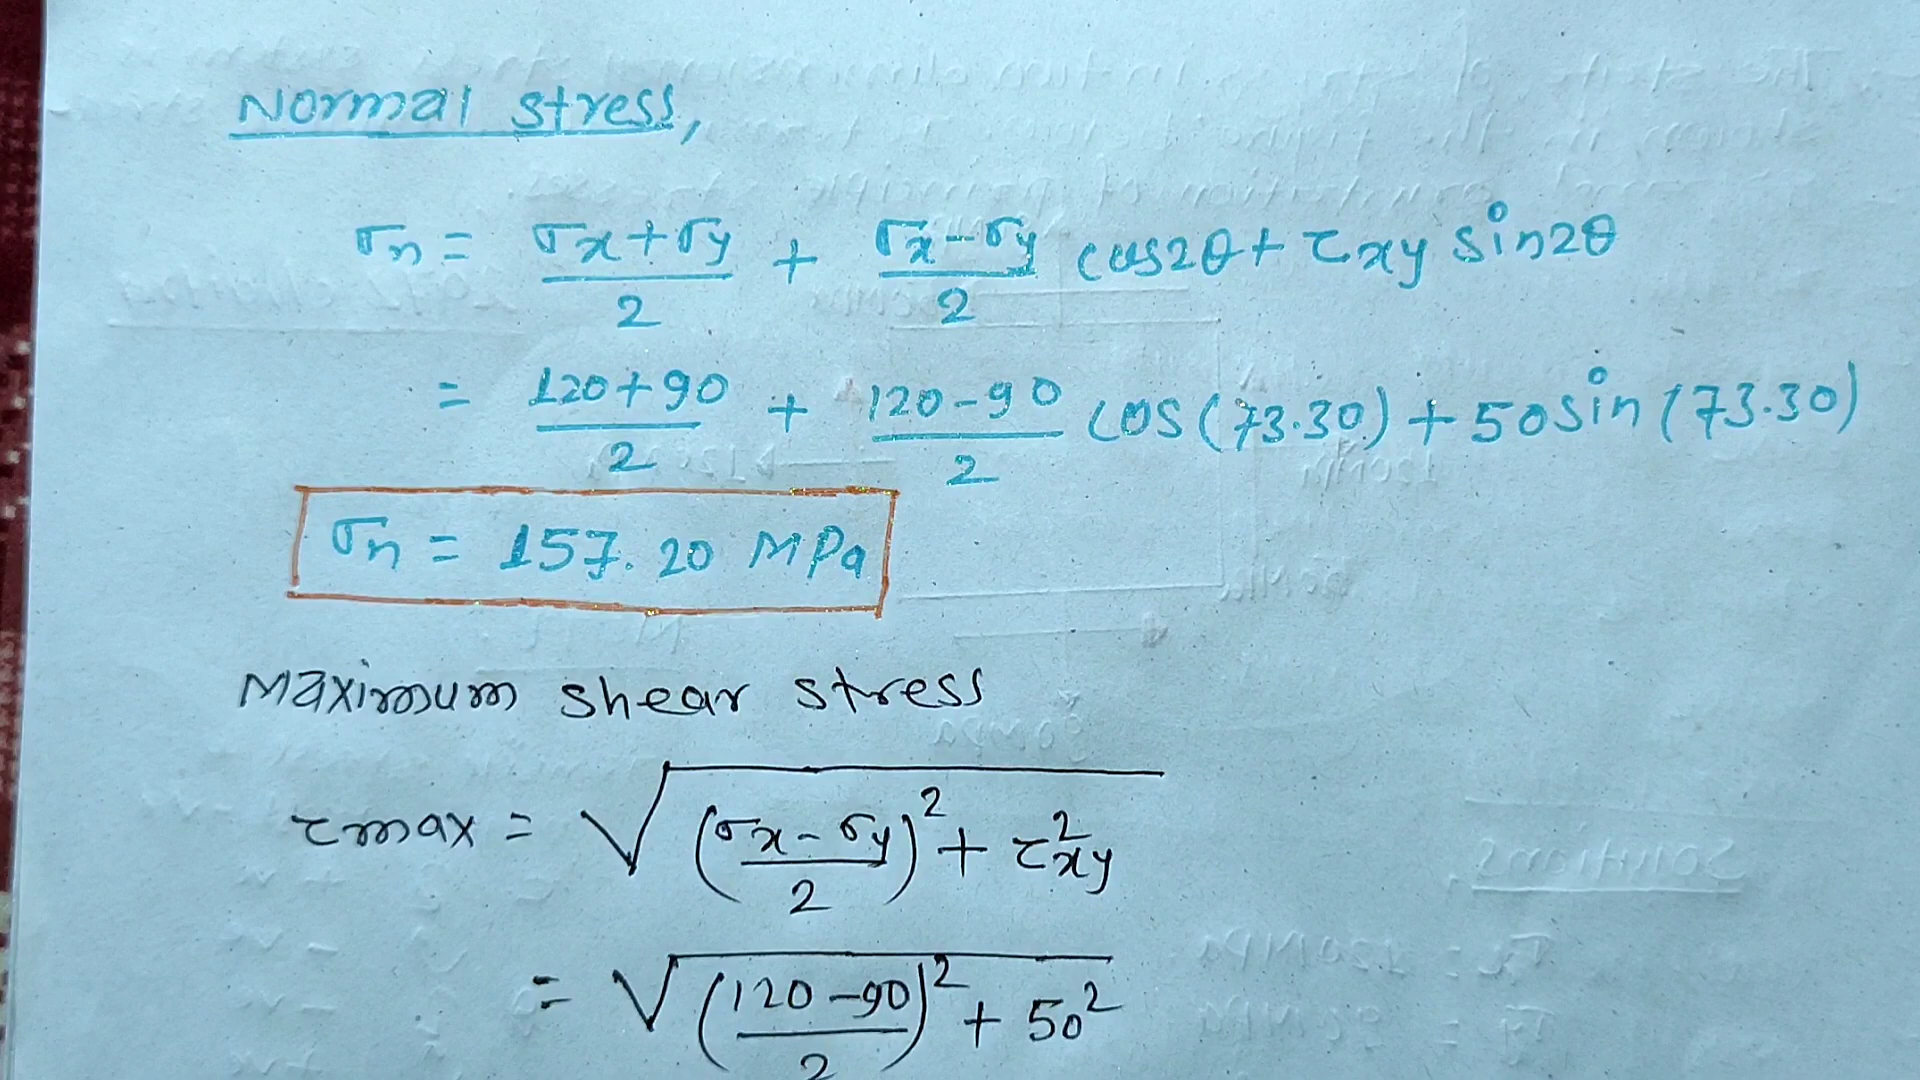 Normal stress,
σn = σx+σy/2 + σx-σy/2 cos2θ + τxy sin2θ
= 120+90/2 + 120-90/2 cos(73.30) + 50sin(73.30)
σn = 157.20 MPa
Maximum shear stress
τmax = √(σx-σy/2)² + τ²xy
= √(120-90/2)² + 50²